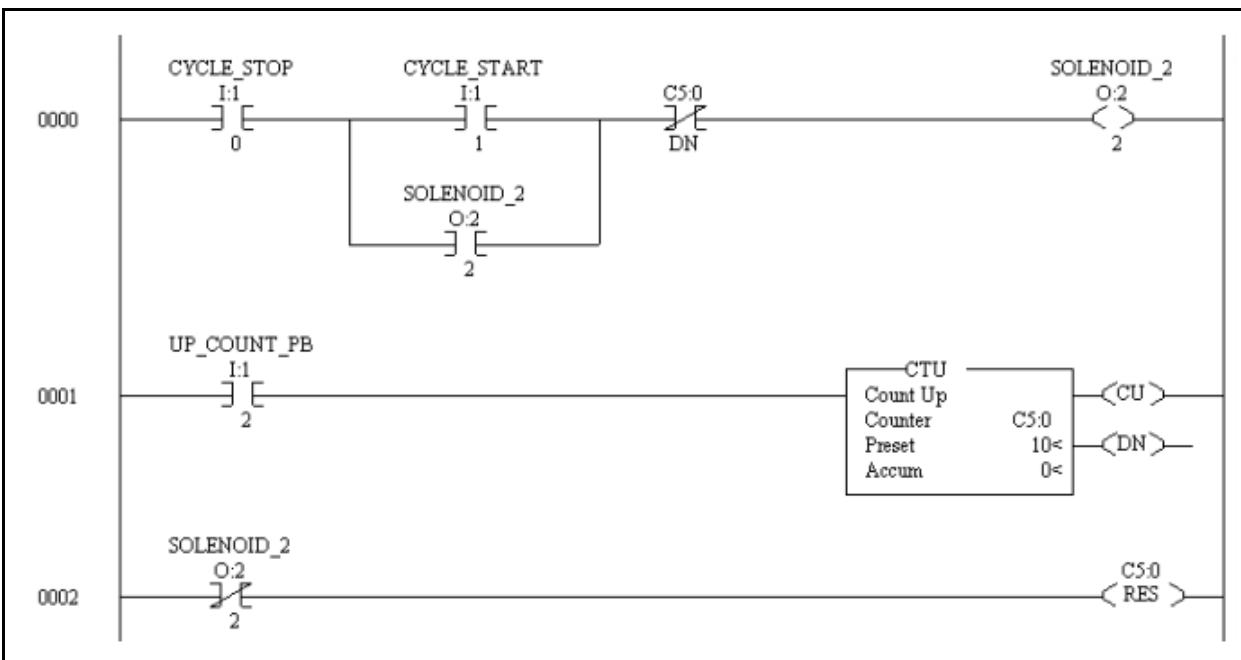 CYCLE_STOP CYCLE_START SOLENOID_2
I:1 I:1 C5:0 O:2
0000
0 1 DN 2
SOLENOID_2
O:2
2
UP_COUNT_PB
I:1 CTU
0001 Count Up CU
2 Counter C5:0
Preset 10< DN
Accum 0<
SOLENOID_2
O:2 C5:0
0002 RES
2